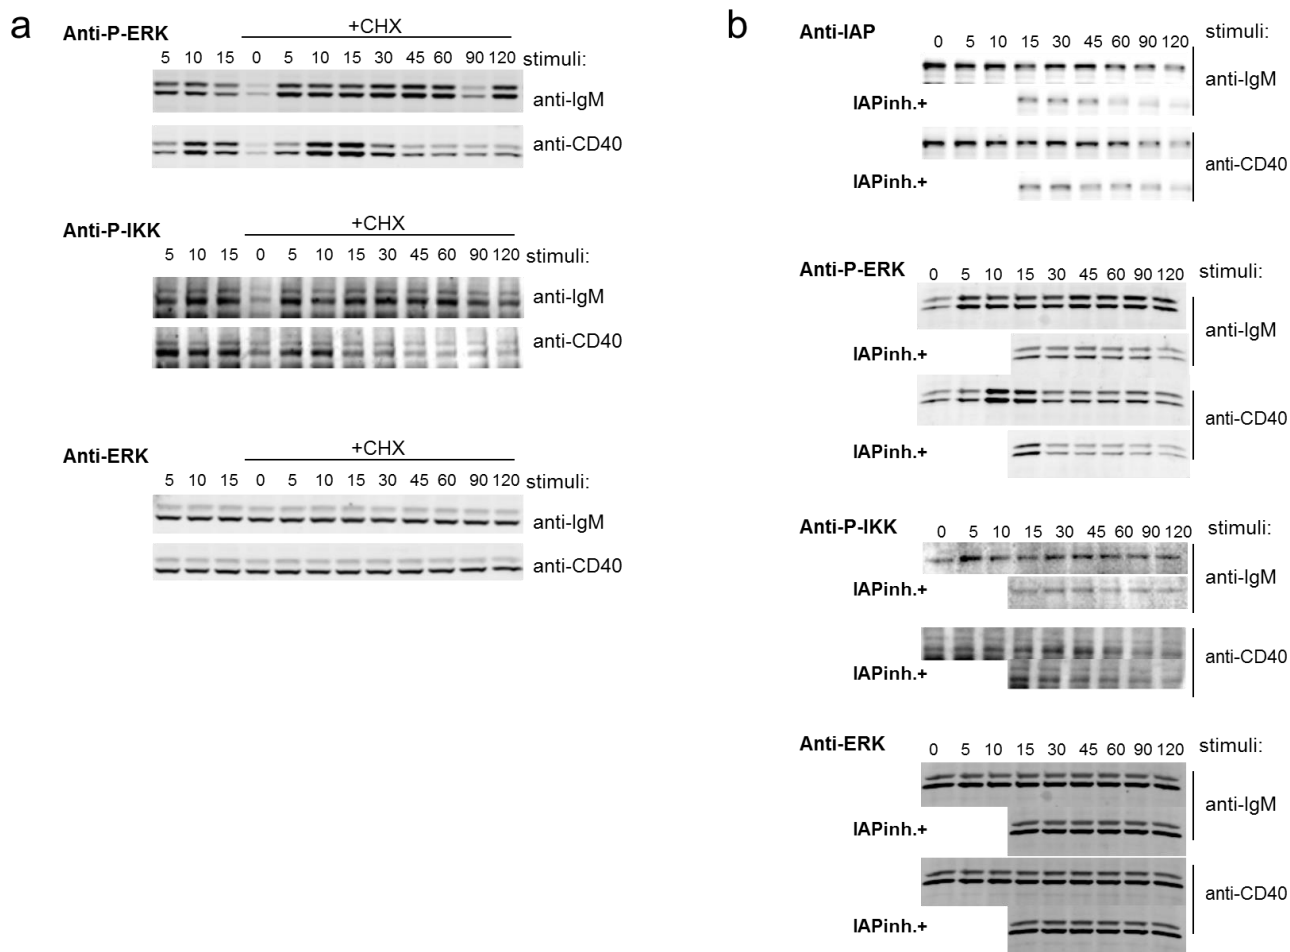 a
Anti-P-ERK
+CHX
5 10 15 0 5 10 15 30 45 60 90 120 stimuli:
anti-IgM
anti-CD40
Anti-P-IKK
+CHX
5 10 15 0 5 10 15 30 45 60 90 120 stimuli:
anti-IgM
anti-CD40
Anti-ERK
+CHX
5 10 15 0 5 10 15 30 45 60 90 120 stimuli:
anti-IgM
anti-CD40
b
Anti-IAP
0 5 10 15 45 60 90 120 stimuli:
anti-IgM
IAPinh.+
anti-CD40
IAPinh.+
Anti-P-ERK
0 5 10 15 30 45 60 90 120 stimuli:
anti-IgM
IAPinh.+
anti-CD40
IAPinh.+
Anti-P-IKK
0 5 10 15 30 45 60 90 120 stimuli:
anti-IgM
IAPinh.+
anti-CD40
IAPinh.+
Anti-ERK
0 5 10 15 30 45 60 90 120 stimuli:
anti-IgM
IAPinh.+
anti-CD40
IAPinh.+